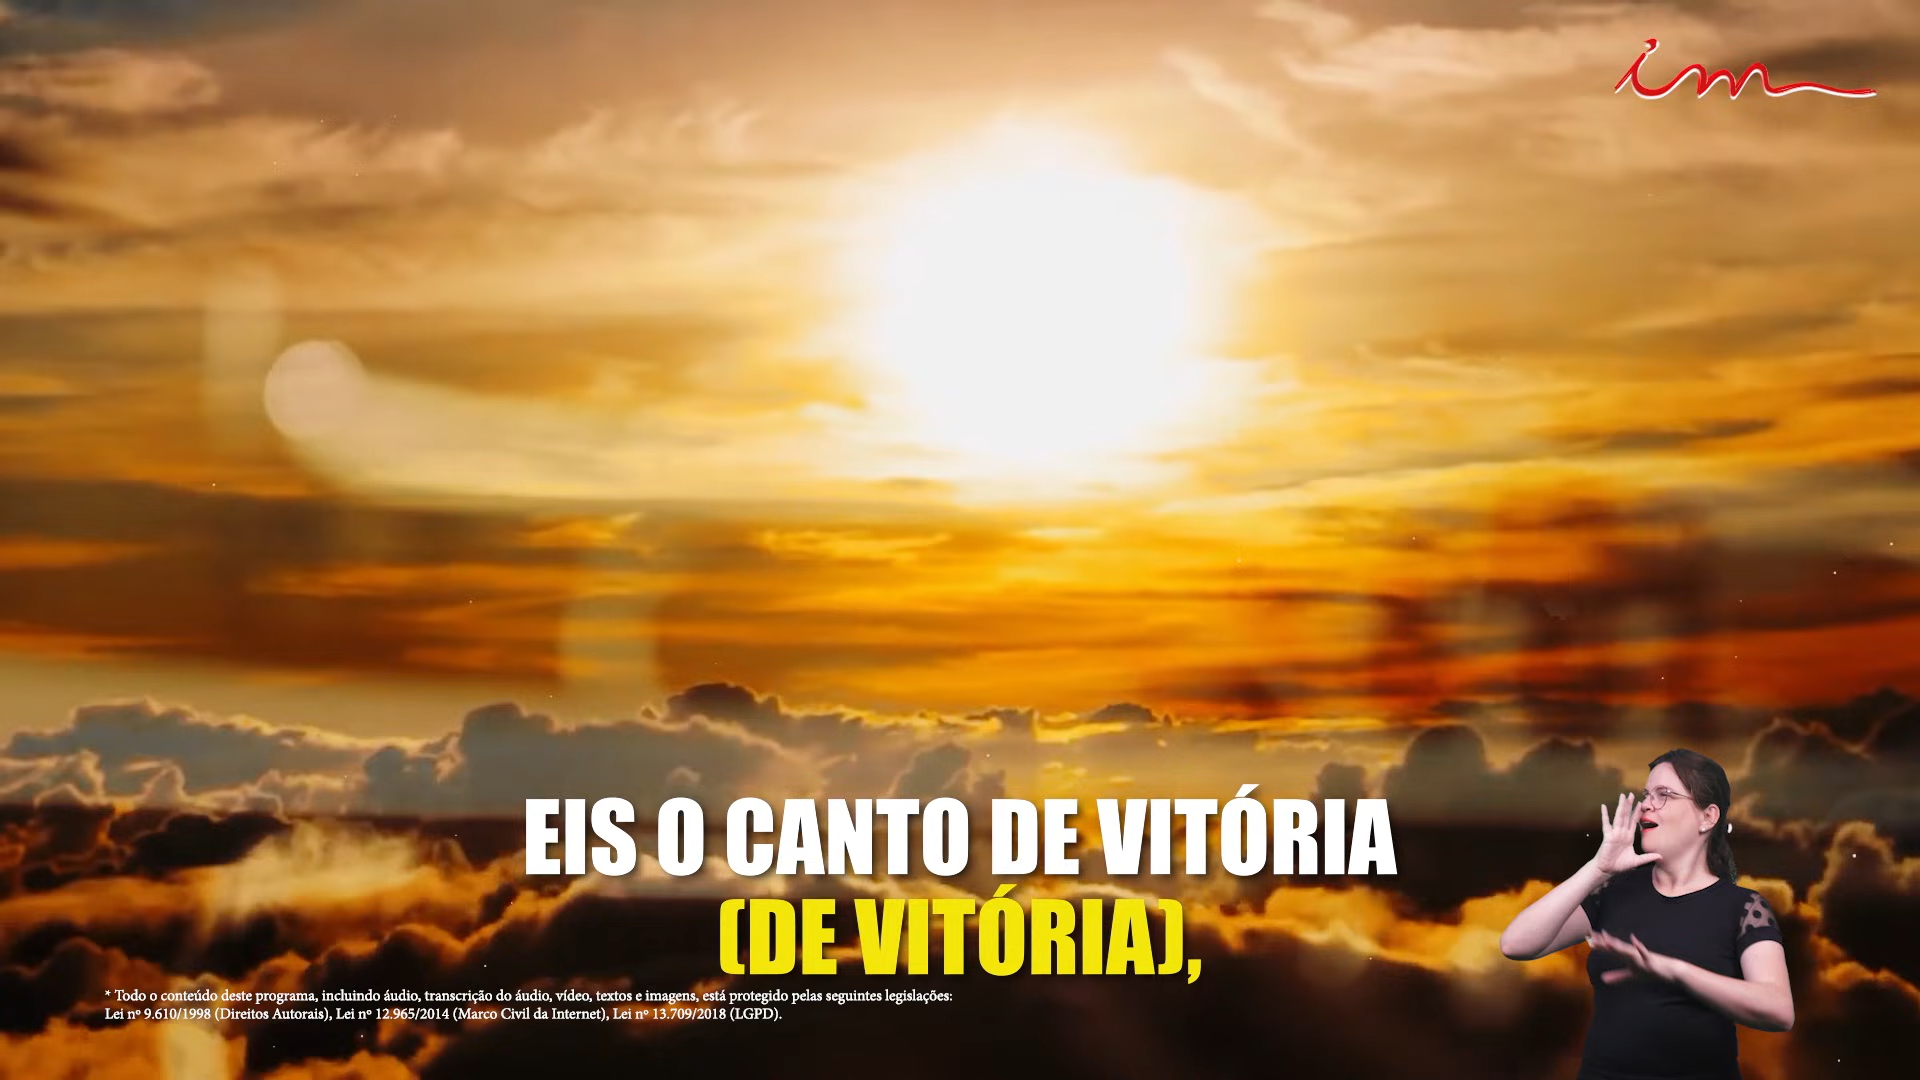 im
EIS O CANTO DE VITÓRIA
(DE VITÓRIA),
* Todo o conteúdo deste programa, incluindo áudio, transcrição do áudio, vídeo, textos e imagens, está protegido pelas seguintes legislações:
Lei nº 9.610/1998 (Direitos Autorais), Lei nº 12.965/2014 (Marco Civil da Internet), Lei nº 13.709/2018 (LGPD).